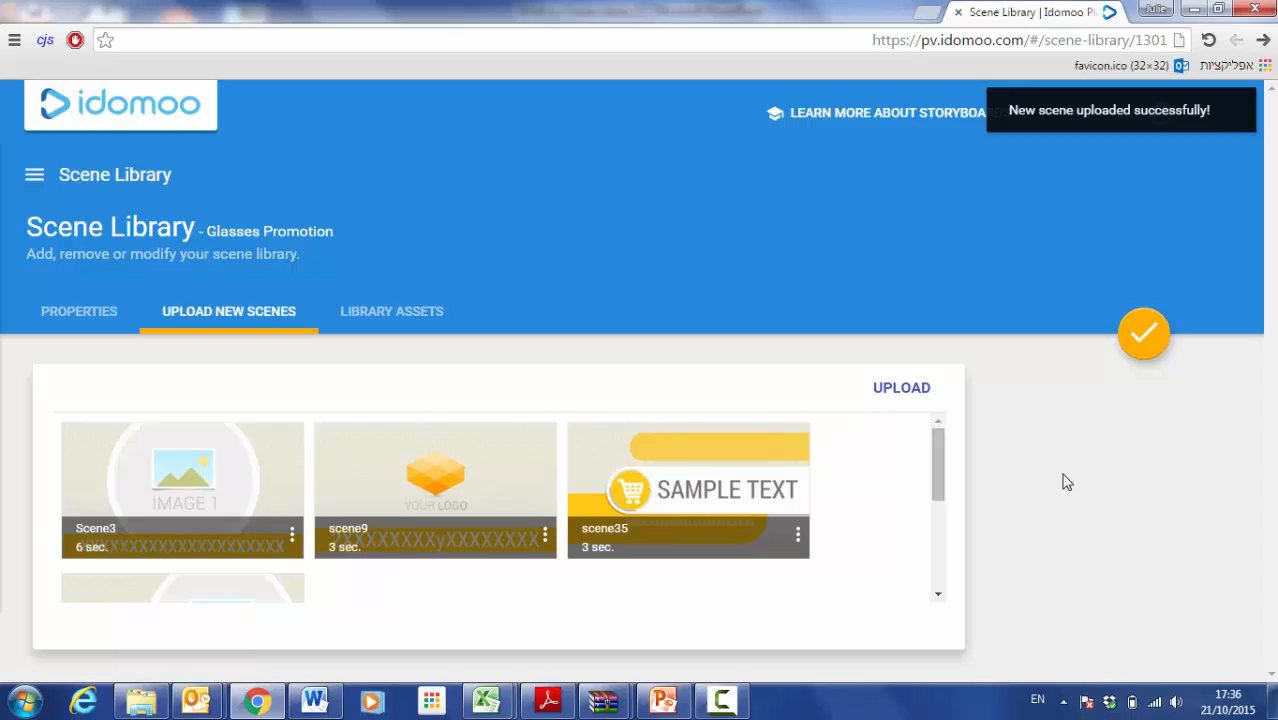 Scene Library | Idomoo Pl
Julie
cjs
https://pv.idomoo.com/#/scene-library/1301
favicon.ico (32×32)
אפליקציות
idomoo
LEARN MORE ABOUT STORYBOA
New scene uploaded successfully!
Scene Library
Scene Library - Glasses Promotion
Add, remove or modify your scene library.
PROPERTIES
UPLOAD NEW SCENES
LIBRARY ASSETS
UPLOAD
IMAGE 1
Scene3
6 sec.
YOUR LOGO
scene9
3 sec.
SAMPLE TEXT
scene35
3 sec.
EN
17:36
21/10/2015